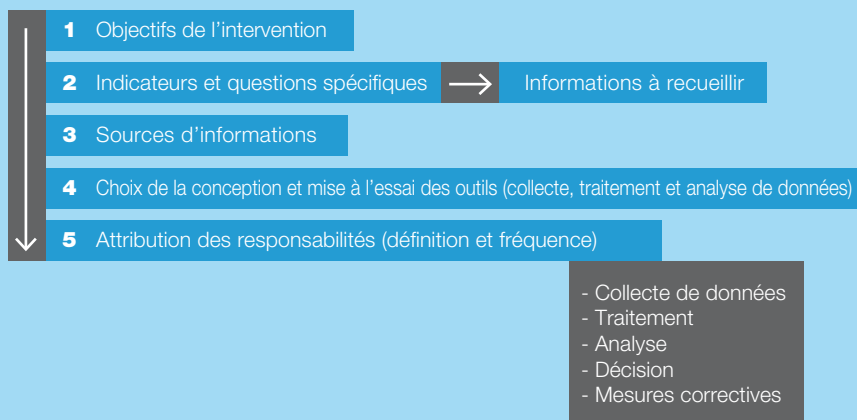 1 Objectifs de l'intervention
2 Indicateurs et questions spécifiques → Informations à recueillir
3 Sources d'informations
4 Choix de la conception et mise à l'essai des outils (collecte, traitement et analyse de données)
5 Attribution des responsabilités (définition et fréquence)
- Collecte de données
- Traitement
- Analyse
- Décision
- Mesures correctives